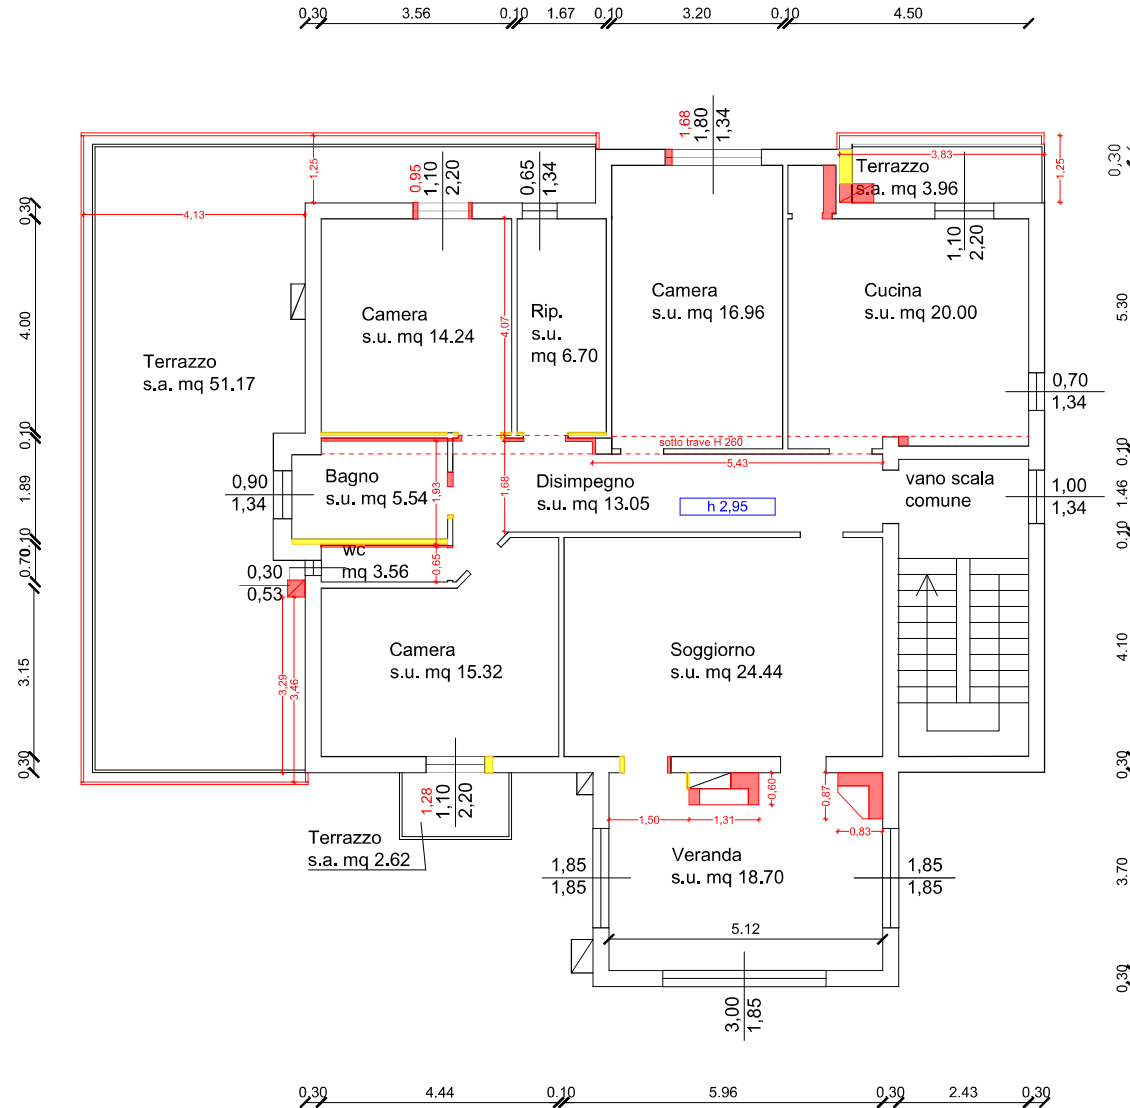 0,30 3.56 0.10 1.67 0.10 3.20 0.10 4.50
1,68
1,80
1,34
1,25
0,95
1,10
2,20
0,65
1,34
3,83
Terrazzo
s.a. mq 3.96
1,25
0,30
1,10
2,20
4,13
0,30
Camera
s.u. mq 14.24
Rip.
s.u.
mq 6.70
Camera
s.u. mq 16.96
Cucina
s.u. mq 20.00
4.00
4,07
5.30
Terrazzo
s.a. mq 51.17
0,70
1,34
0.10
sotto trave H 260
5,43
0.10
0,90
1,34
Bagno
s.u. mq 5.54
1,93
1,68
Disimpegno
s.u. mq 13.05
h 2,95
vano scala
comune
1,00
1,34
1.89
1.46
0.10
0.10
wc
mq 3.56
0,65
0,30
0,53
0.70
Camera
s.u. mq 15.32
Soggiorno
s.u. mq 24.44
3.15
3,29
3,46
4.10
0,30
0,30
1,28
1,10
2,20
0,60
0,87
1,50
1,31
0,83
Terrazzo
s.a. mq 2.62
Veranda
s.u. mq 18.70
1,85
1,85
1,85
1,85
3.70
5.12
0,30
3,00
1,85
0,30 4.44 0.10 5.96 0,30 2.43 0,30